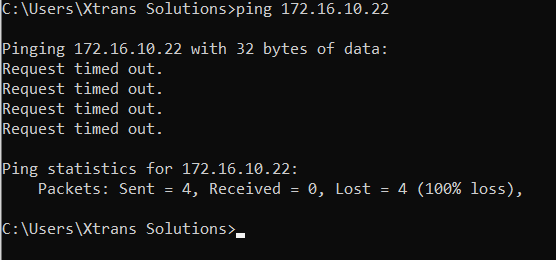 C:\Users\Xtrans Solutions>ping 172.16.10.22
Pinging 172.16.10.22 with 32 bytes of data:
Request timed out.
Request timed out.
Request timed out.
Request timed out.
Ping statistics for 172.16.10.22:
    Packets: Sent = 4, Received = 0, Lost = 4 (100% loss),
C:\Users\Xtrans Solutions>